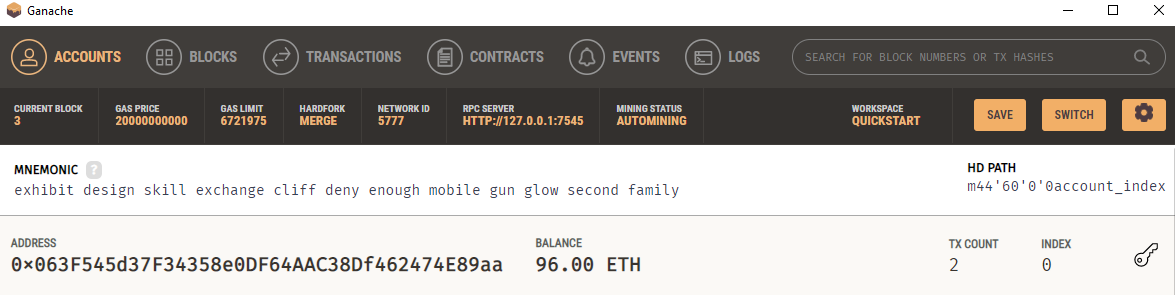 Ganache
ACCOUNTS BLOCKS TRANSACTIONS CONTRACTS EVENTS LOGS SEARCH FOR BLOCK NUMBERS OR TX HASHES
CURRENT BLOCK GAS PRICE GAS LIMIT HARDFORK NETWORK ID RPC SERVER MINING STATUS WORKSPACE
3 20000000000 6721975 MERGE 5777 HTTP://127.0.0.1:7545 AUTOMINING QUICKSTART SAVE SWITCH
MNEMONIC ? HD PATH
exhibit design skill exchange cliff deny enough mobile gun glow second family m44'60'0'0account_index
ADDRESS BALANCE TX COUNT INDEX
0×063F545d37F34358e0DF64AAC38Df462474E89aa 96.00 ETH 2 0